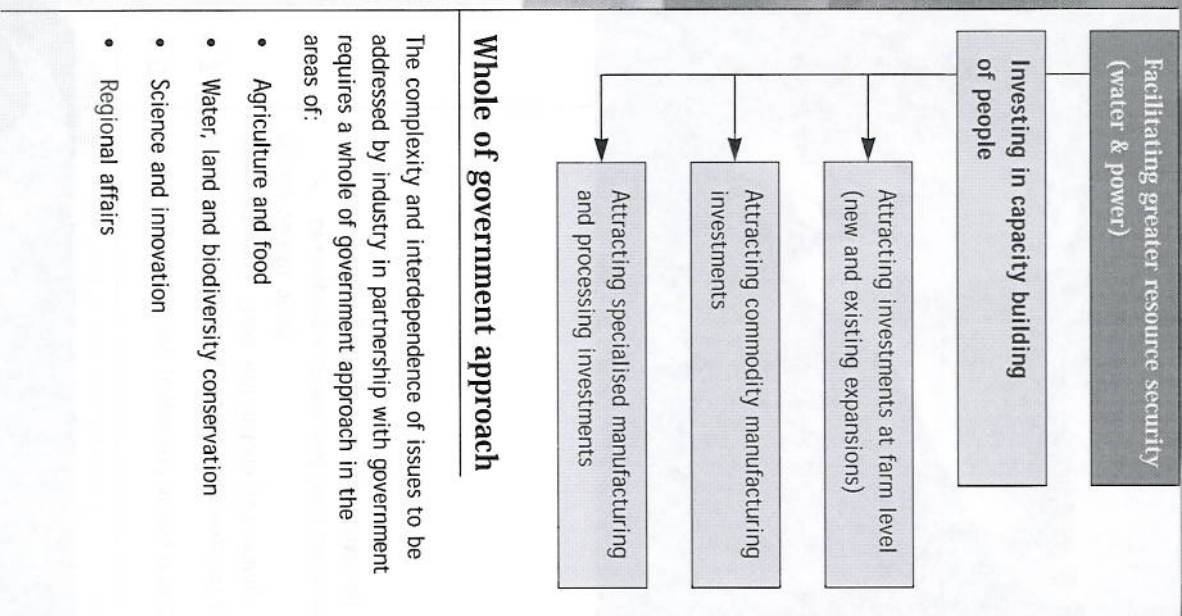 Facilitating greater resource security
(water & power)
Investing in capacity building
of people
Attracting investments at farm level
(new and existing expansions)
Attracting commodity manufacturing
investments
Attracting specialised manufacturing
and processing investments
Whole of government approach
The complexity and interdependence of issues to be
addressed by industry in partnership with government
requires a whole of government approach in the
areas of:
• Agriculture and food
• Water, land and biodiversity conservation
• Science and innovation
• Regional affairs